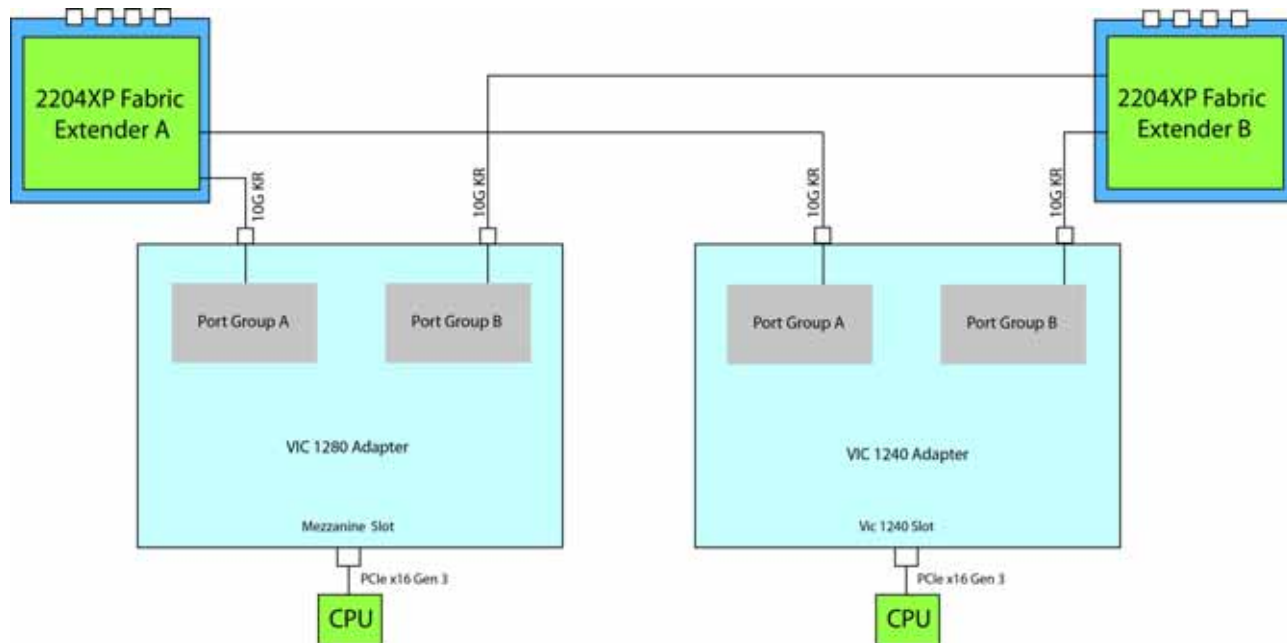 2204XP Fabric
Extender A
2204XP Fabric
Extender B
10G KR
10G KR
10G KR
10G KR
Port Group A
Port Group B
Port Group A
Port Group B
VIC 1280 Adapter
VIC 1240 Adapter
Mezzanine Slot
Vic 1240 Slot
PCIe x16 Gen 3
PCIe x16 Gen 3
CPU
CPU